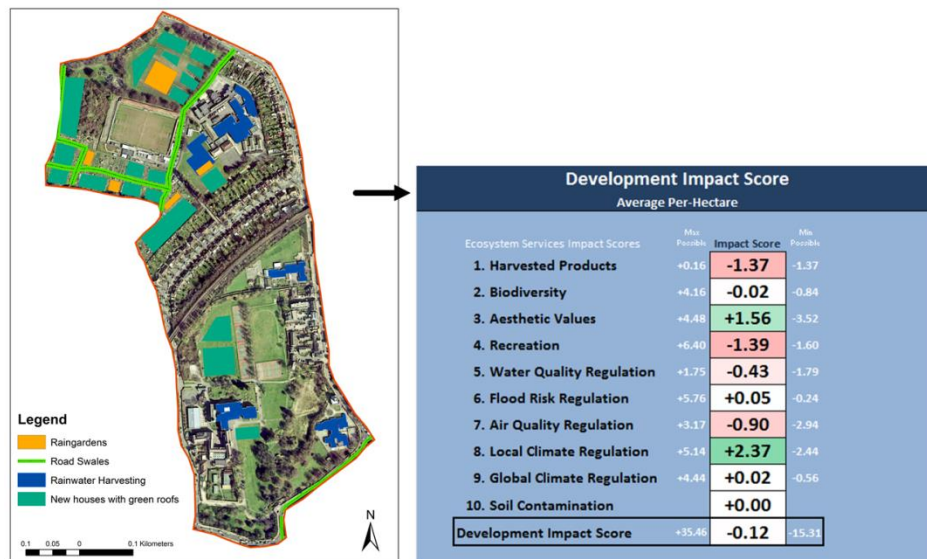 Legend
Raingardens
Road Swales
Rainwater Harvesting
New houses with green roofs
N
0.1 0.05 0 0.1 Kilometers
Development Impact Score
Average Per-Hectare
Ecosystem Services Impact Scores Max Possible Impact Score Min Possible
1. Harvested Products +0.16 -1.37 -1.37
2. Biodiversity +4.16 -0.02 -0.84
3. Aesthetic Values +4.48 +1.56 -3.52
4. Recreation +6.40 -1.39 -1.60
5. Water Quality Regulation +1.75 -0.43 -1.79
6. Flood Risk Regulation +5.76 +0.05 -0.24
7. Air Quality Regulation +3.17 -0.90 -2.94
8. Local Climate Regulation +5.14 +2.37 -2.44
9. Global Climate Regulation +4.44 +0.02 -0.56
10. Soil Contamination +0.00
Development Impact Score +35.46 -0.12 -15.31